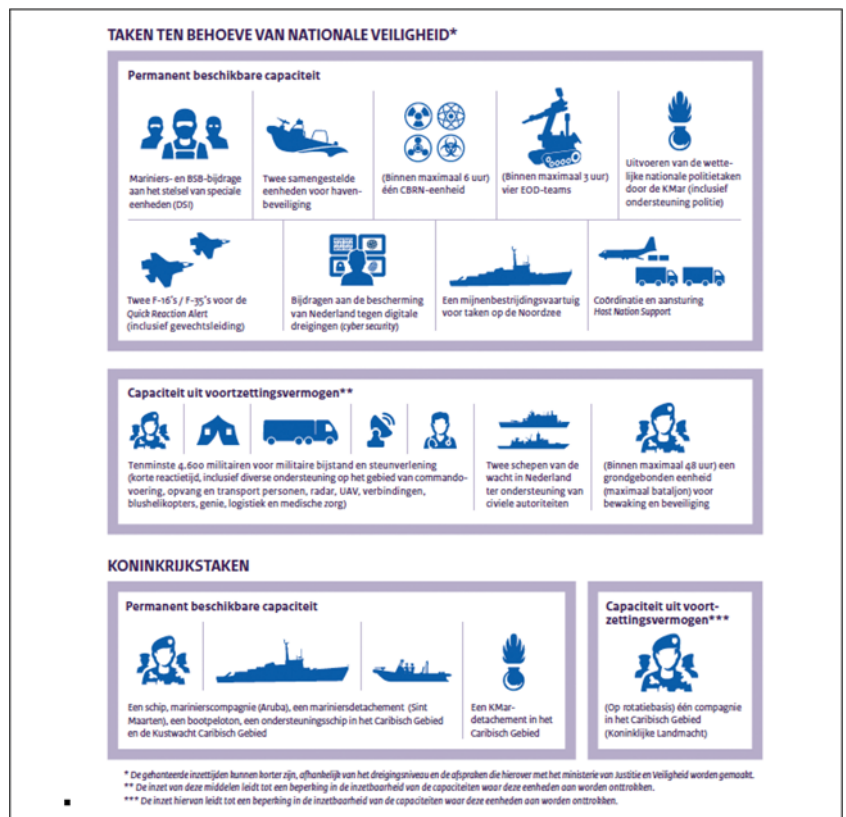 TAKEN TEN BEHOEVE VAN NATIONALE VEILIGHEID*
Permanent beschikbare capaciteit
Mariniers- en BSB-bijdrage
aan het stelsel van speciale
eenheden (DSI)
Twee samengestelde
eenheden voor haven-
beveiliging
(Binnen maximaal 6 uur)
één CBRN-eenheid
(Binnen maximaal 3 uur)
vier EOD-teams
Uitvoeren van de wette-
lijke nationale politietaken
door de KMar (inclusief
ondersteuning politie)
Twee F-16's / F-35's voor de
Quick Reaction Alert
(inclusief gevechtsleiding)
Bijdragen aan de bescherming
van Nederland tegen digitale
dreigingen (cyber security)
Een mijnenbestrijdingsvaartuig
voor taken op de Noordzee
Coördinatie en aansturing
Host Nation Support
Capaciteit uit voortzettingsvermogen**
Tenminste 4.600 militairen voor militaire bijstand en steunverlening
(korte reactietijd, inclusief diverse ondersteuning op het gebied van commando-
voering, opvang en transport personen, radar, UAV, verbindingen,
blushelikopters, genie, logistiek en medische zorg)
Twee schepen van de
wacht in Nederland
ter ondersteuning van
civiele autoriteiten
(Binnen maximaal 48 uur) een
grondgebonden eenheid
(maximaal bataljon) voor
bewaking en beveiliging
KONINKRIJKSTAKEN
Permanent beschikbare capaciteit
Een schip, marinierscompagnie (Aruba), een mariniersdetachement (Sint
Maarten), een bootpeloton, een ondersteuningsschip in het Caribisch Gebied
en de Kustwacht Caribisch Gebied
Een KMar-
detachement in het
Caribisch Gebied
Capaciteit uit voort-
zettingsvermogen***
(Op rotatiebasis) één compagnie
in het Caribisch Gebied
(Koninklijke Landmacht)
* De gehanteerde inzettijden kunnen korter zijn, afhankelijk van het dreigingsniveau en de afspraken die hierover met het ministerie van Justitie en Veiligheid worden gemaakt.
** De inzet van deze middelen leidt tot een beperking in de inzetbaarheid van de capaciteiten waar deze eenheden aan worden onttrokken.
*** De inzet hiervan leidt tot een beperking in de inzetbaarheid van de capaciteiten waar deze eenheden aan worden onttrokken.